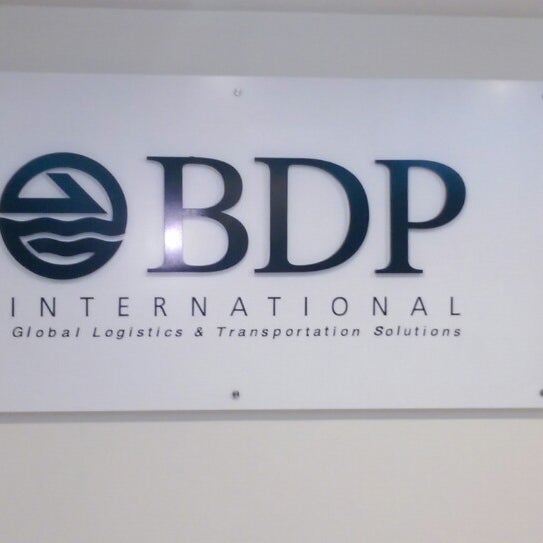 BDP
INTERNATIONAL
Global Logistics & Transportation Solutions